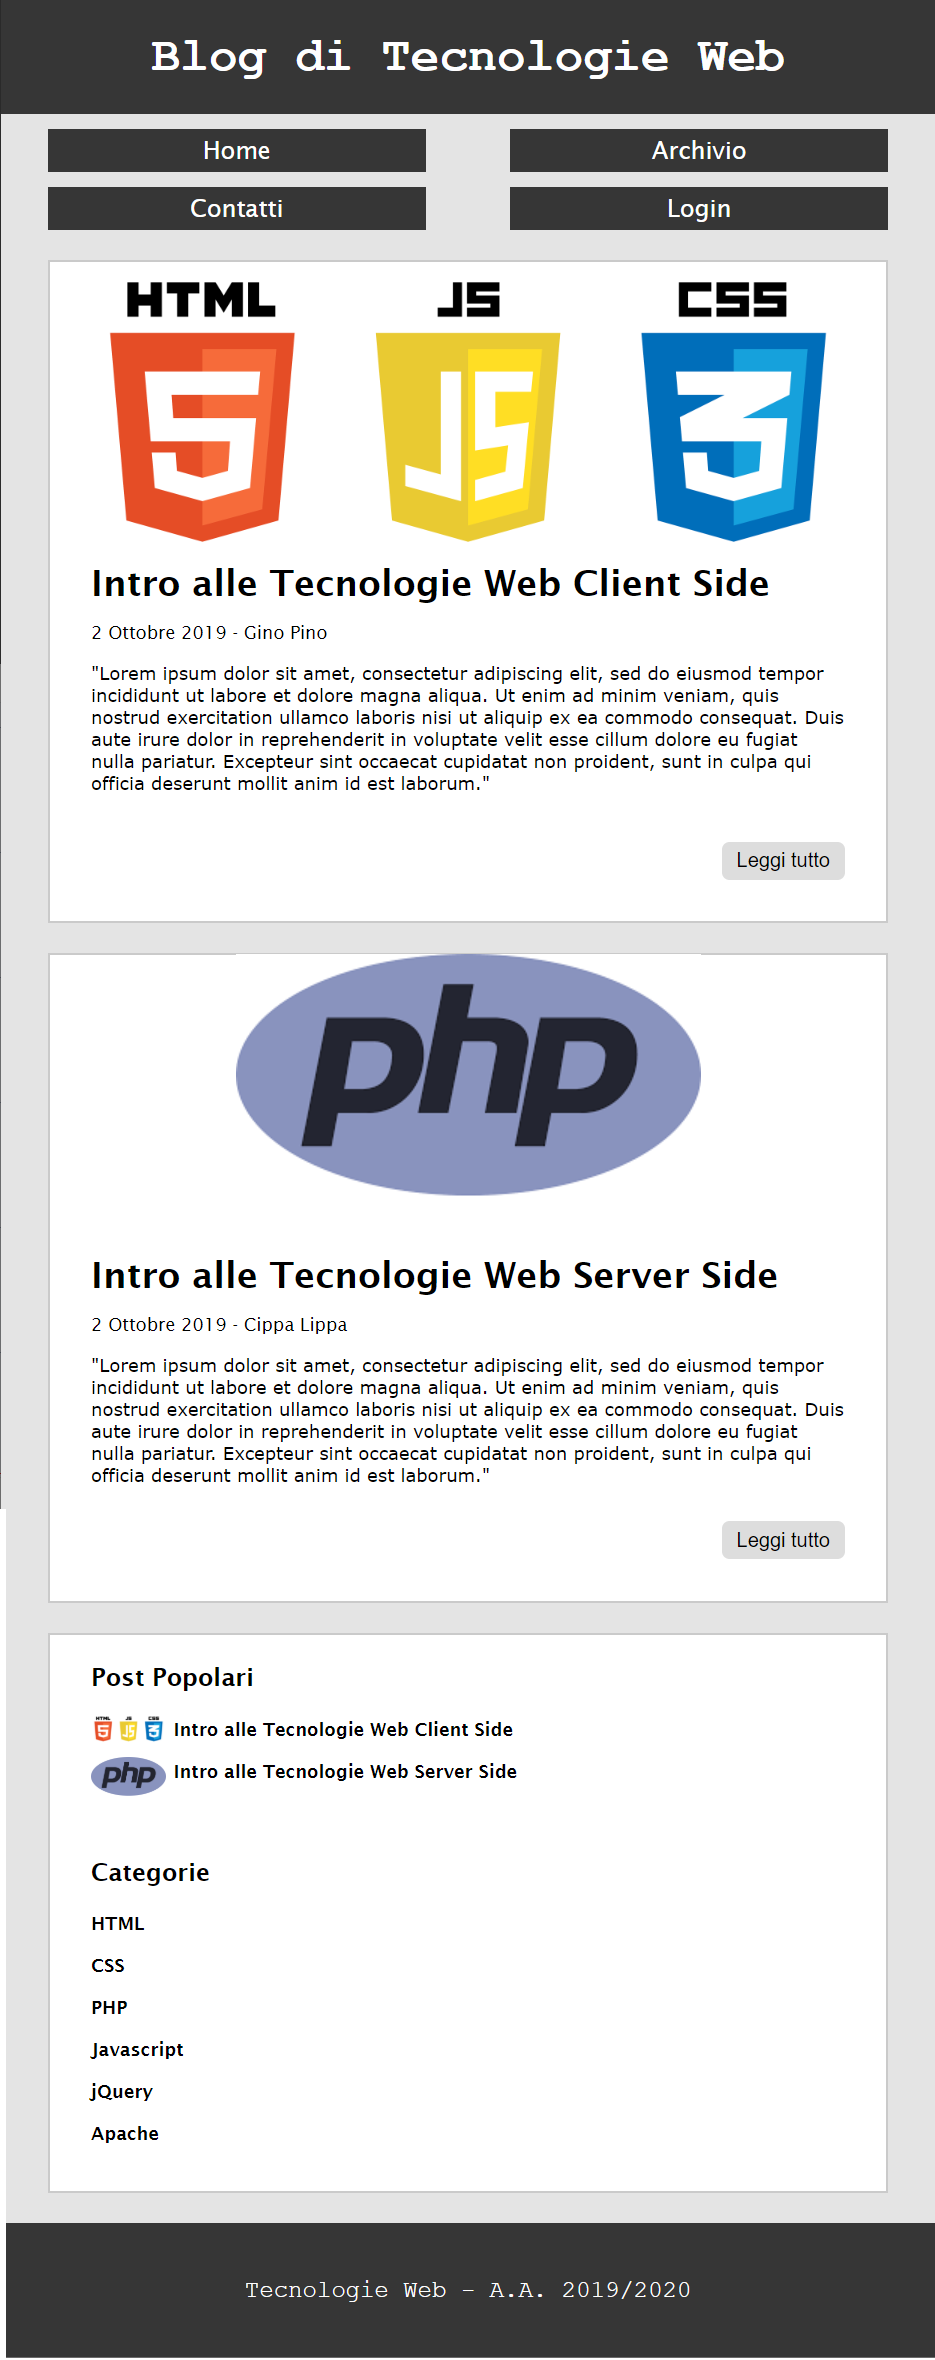 Blog di Tecnologie Web
Home
Archivio
Contatti
Login
HTML
JS
CSS
5
JS
3
Intro alle Tecnologie Web Client Side
2 Ottobre 2019 - Gino Pino
"Lorem ipsum dolor sit amet, consectetur adipiscing elit, sed do eiusmod tempor
incididunt ut labore et dolore magna aliqua. Ut enim ad minim veniam, quis
nostrud exercitation ullamco laboris nisi ut aliquip ex ea commodo consequat. Duis
aute irure dolor in reprehenderit in voluptate velit esse cillum dolore eu fugiat
nulla pariatur. Excepteur sint occaecat cupidatat non proident, sunt in culpa qui
officia deserunt mollit anim id est laborum."
Leggi tutto
php
Intro alle Tecnologie Web Server Side
2 Ottobre 2019 - Cippa Lippa
"Lorem ipsum dolor sit amet, consectetur adipiscing elit, sed do eiusmod tempor
incididunt ut labore et dolore magna aliqua. Ut enim ad minim veniam, quis
nostrud exercitation ullamco laboris nisi ut aliquip ex ea commodo consequat. Duis
aute irure dolor in reprehenderit in voluptate velit esse cillum dolore eu fugiat
nulla pariatur. Excepteur sint occaecat cupidatat non proident, sunt in culpa qui
officia deserunt mollit anim id est laborum."
Leggi tutto
Post Popolari
HTML JS CSS
5 JS 3 Intro alle Tecnologie Web Client Side
php Intro alle Tecnologie Web Server Side
Categorie
HTML
CSS
PHP
Javascript
jQuery
Apache
Tecnologie Web - A.A. 2019/2020